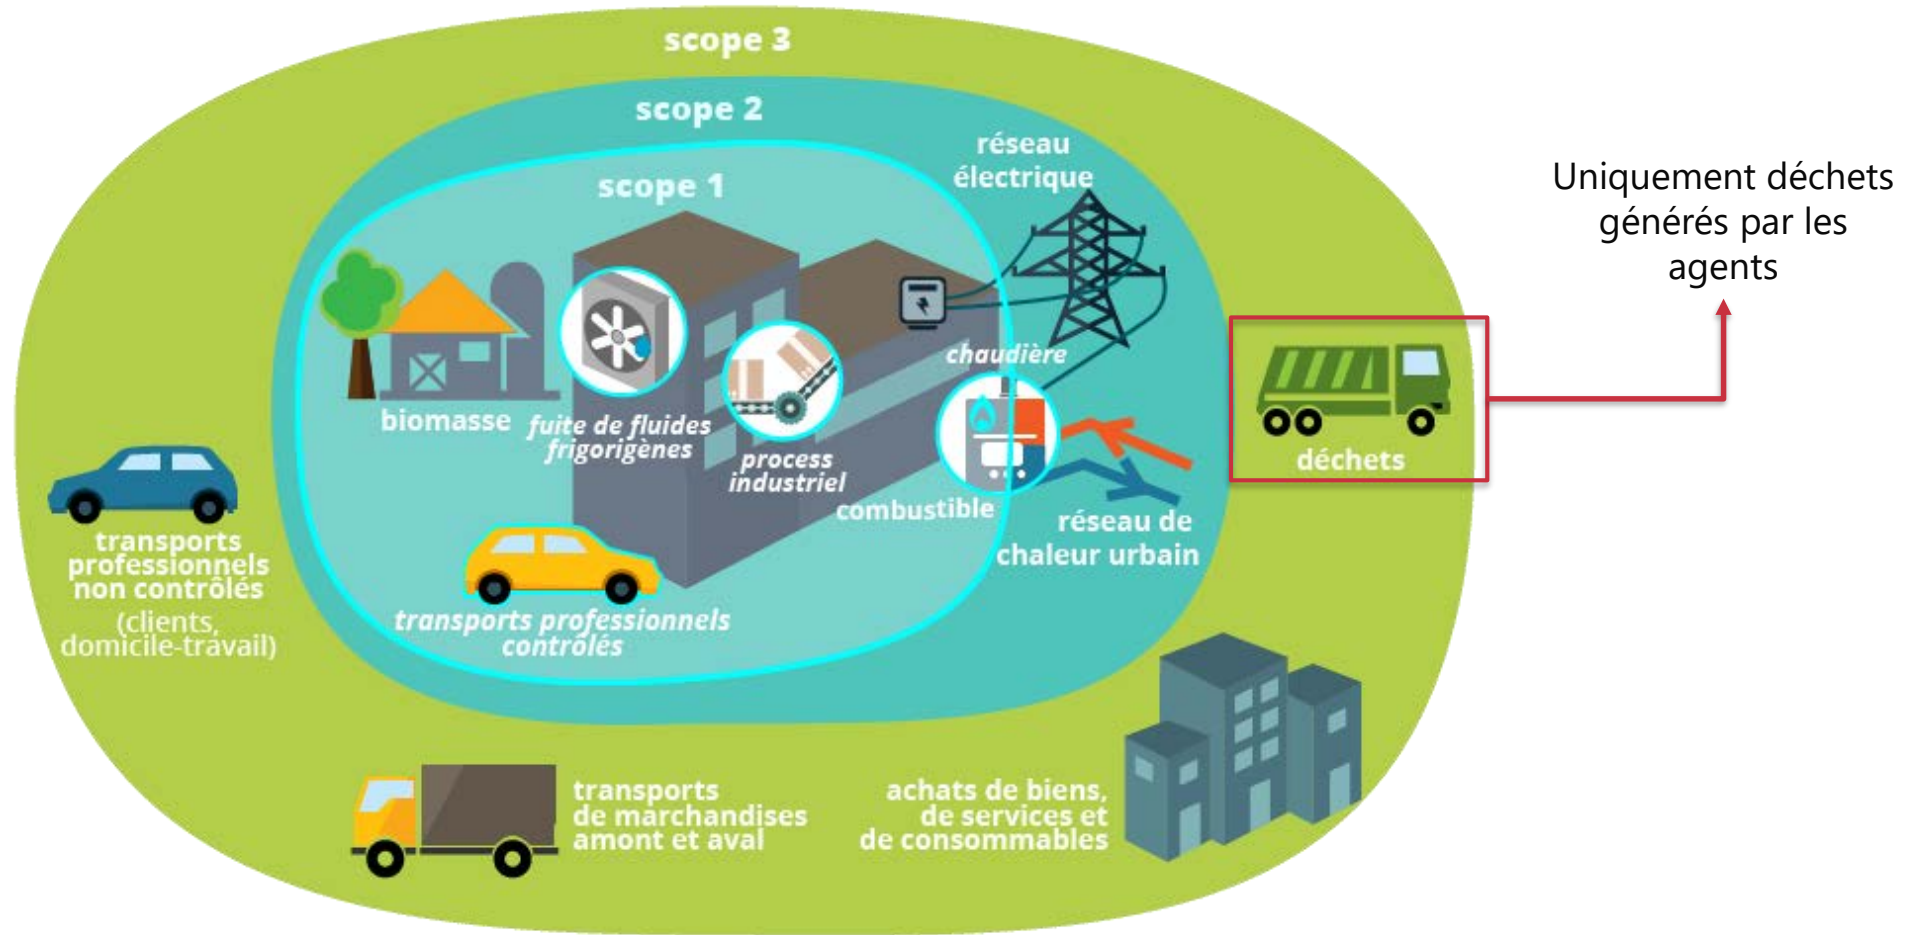 scope 3
scope 2
scope 1
réseau
électrique
Uniquement déchets
générés par les
agents
chaudière
biomasse
fuite de fluides
frigorigènes
process
industriel
combustible
déchets
réseau de
chaleur urbain
transports
professionnels
non contrôlés
(clients,
domicile-travail)
transports professionnels
contrôlés
transports
de marchandises
amont et aval
achats de biens,
de services et
de consommables